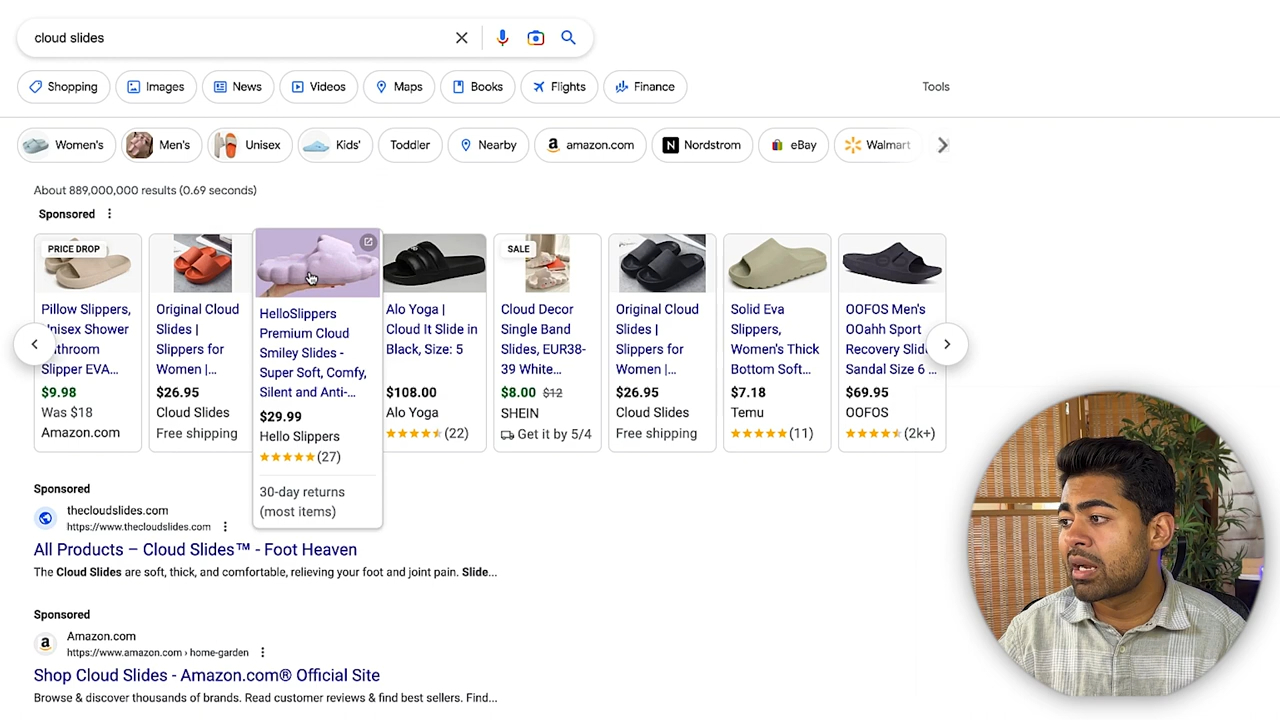 cloud slides
Shopping
Images
News
Videos
Maps
Books
Flights
Finance
Tools
Women's
Men's
Unisex
Kids'
Toddler
Nearby
a amazon.com
N Nordstrom
eBay
Walmart
About 889,000,000 results (0.69 seconds)
Sponsored
PRICE DROP
Pillow Slippers,
Unisex Shower
Bathroom
Slipper EVA...
$9.98
Was $18
Amazon.com
Original Cloud
Slides |
Slippers for
Women |...
$26.95
Cloud Slides
Free shipping
HelloSlippers
Premium Cloud
Smiley Slides -
Super Soft, Comfy,
Silent and Anti-...
$29.99
Hello Slippers
(27)
30-day returns
(most items)
Alo Yoga |
Cloud It Slide in
Black, Size: 5
$108.00
Alo Yoga
(22)
SALE
Cloud Decor
Single Band
Slides, EUR38-
39 White...
$8.00 $12
SHEIN
Get it by 5/4
Original Cloud
Slides |
Slippers for
Women |...
$26.95
Cloud Slides
Free shipping
Solid Eva
Slippers,
Women's Thick
Bottom Soft...
$7.18
Temu
(11)
OOFOS Men's
OOahh Sport
Recovery Slide
Sandal Size 6 ...
$69.95
OOFOS
(2k+)
Sponsored
thecloudslides.com
https://www.thecloudslides.com
All Products – Cloud Slides™ - Foot Heaven
The Cloud Slides are soft, thick, and comfortable, relieving your foot and joint pain. Slide...
Sponsored
a Amazon.com
https://www.amazon.com › home-garden
Shop Cloud Slides - Amazon.com® Official Site
Browse & discover thousands of brands. Read customer reviews & find best sellers. Find...